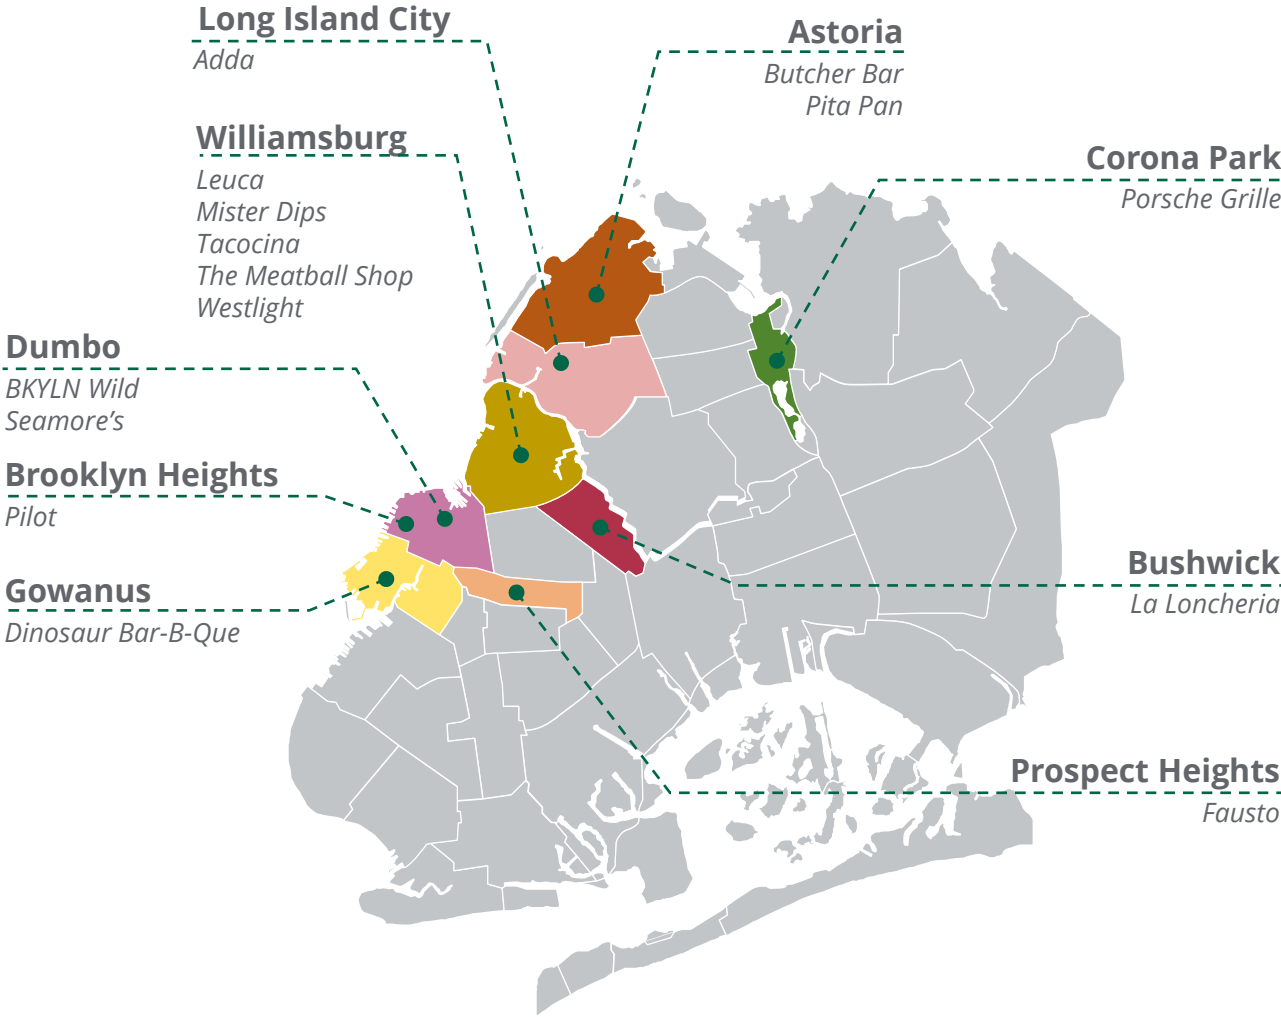 Long Island City
Adda
Astoria
Butcher Bar
Pita Pan
Williamsburg
Leuca
Mister Dips
Tacocina
The Meatball Shop
Westlight
Corona Park
Porsche Grille
Dumbo
BKYLN Wild
Seamore’s
Brooklyn Heights
Pilot
Gowanus
Dinosaur Bar-B-Que
Bushwick
La Loncheria
Prospect Heights
Fausto